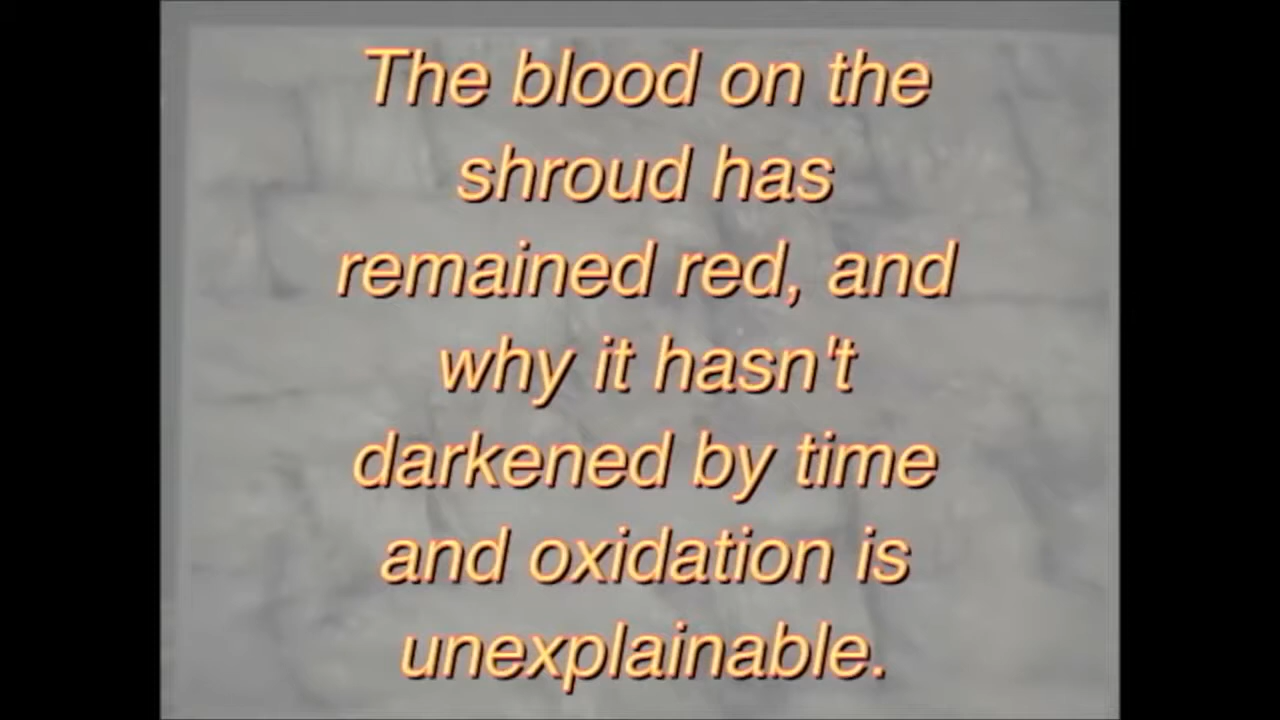 The blood on the
shroud has
remained red, and
why it hasn't
darkened by time
and oxidation is
unexplainable.